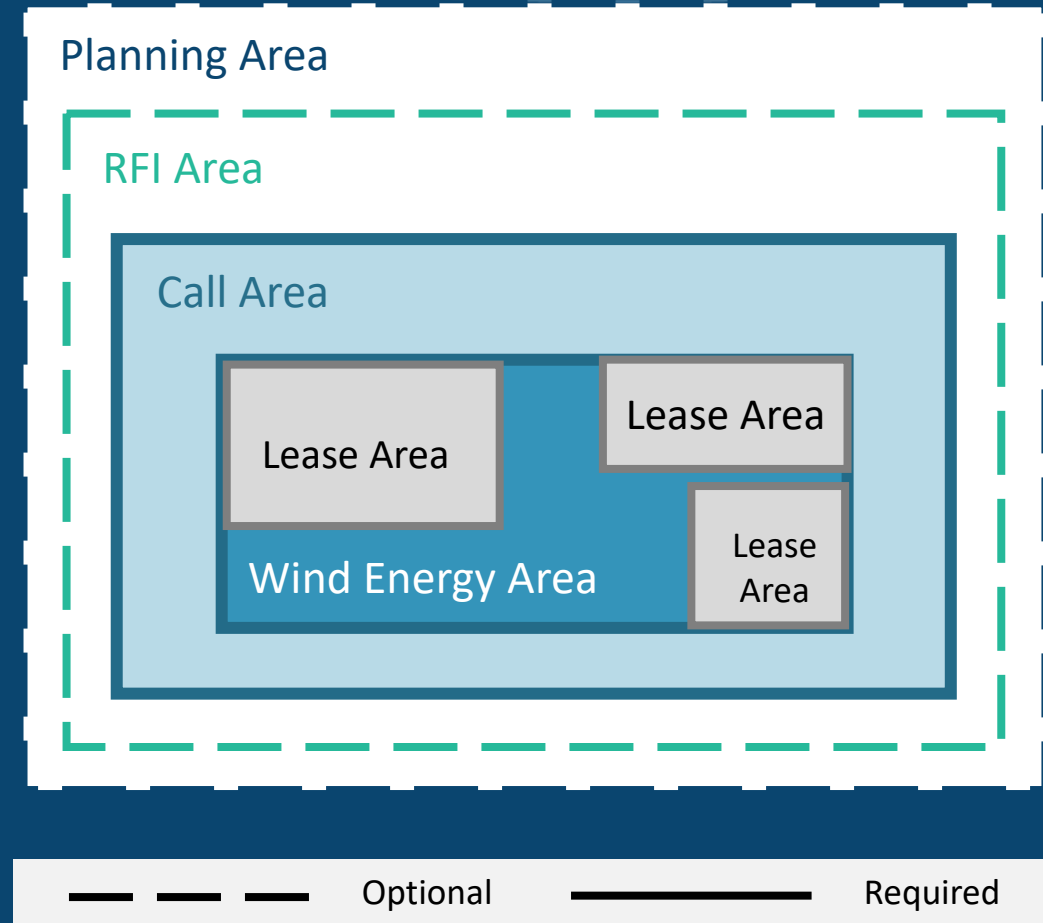 Planning Area
RFI Area
Call Area
Lease Area
Lease Area
Lease
Area
Wind Energy Area
Optional
Required